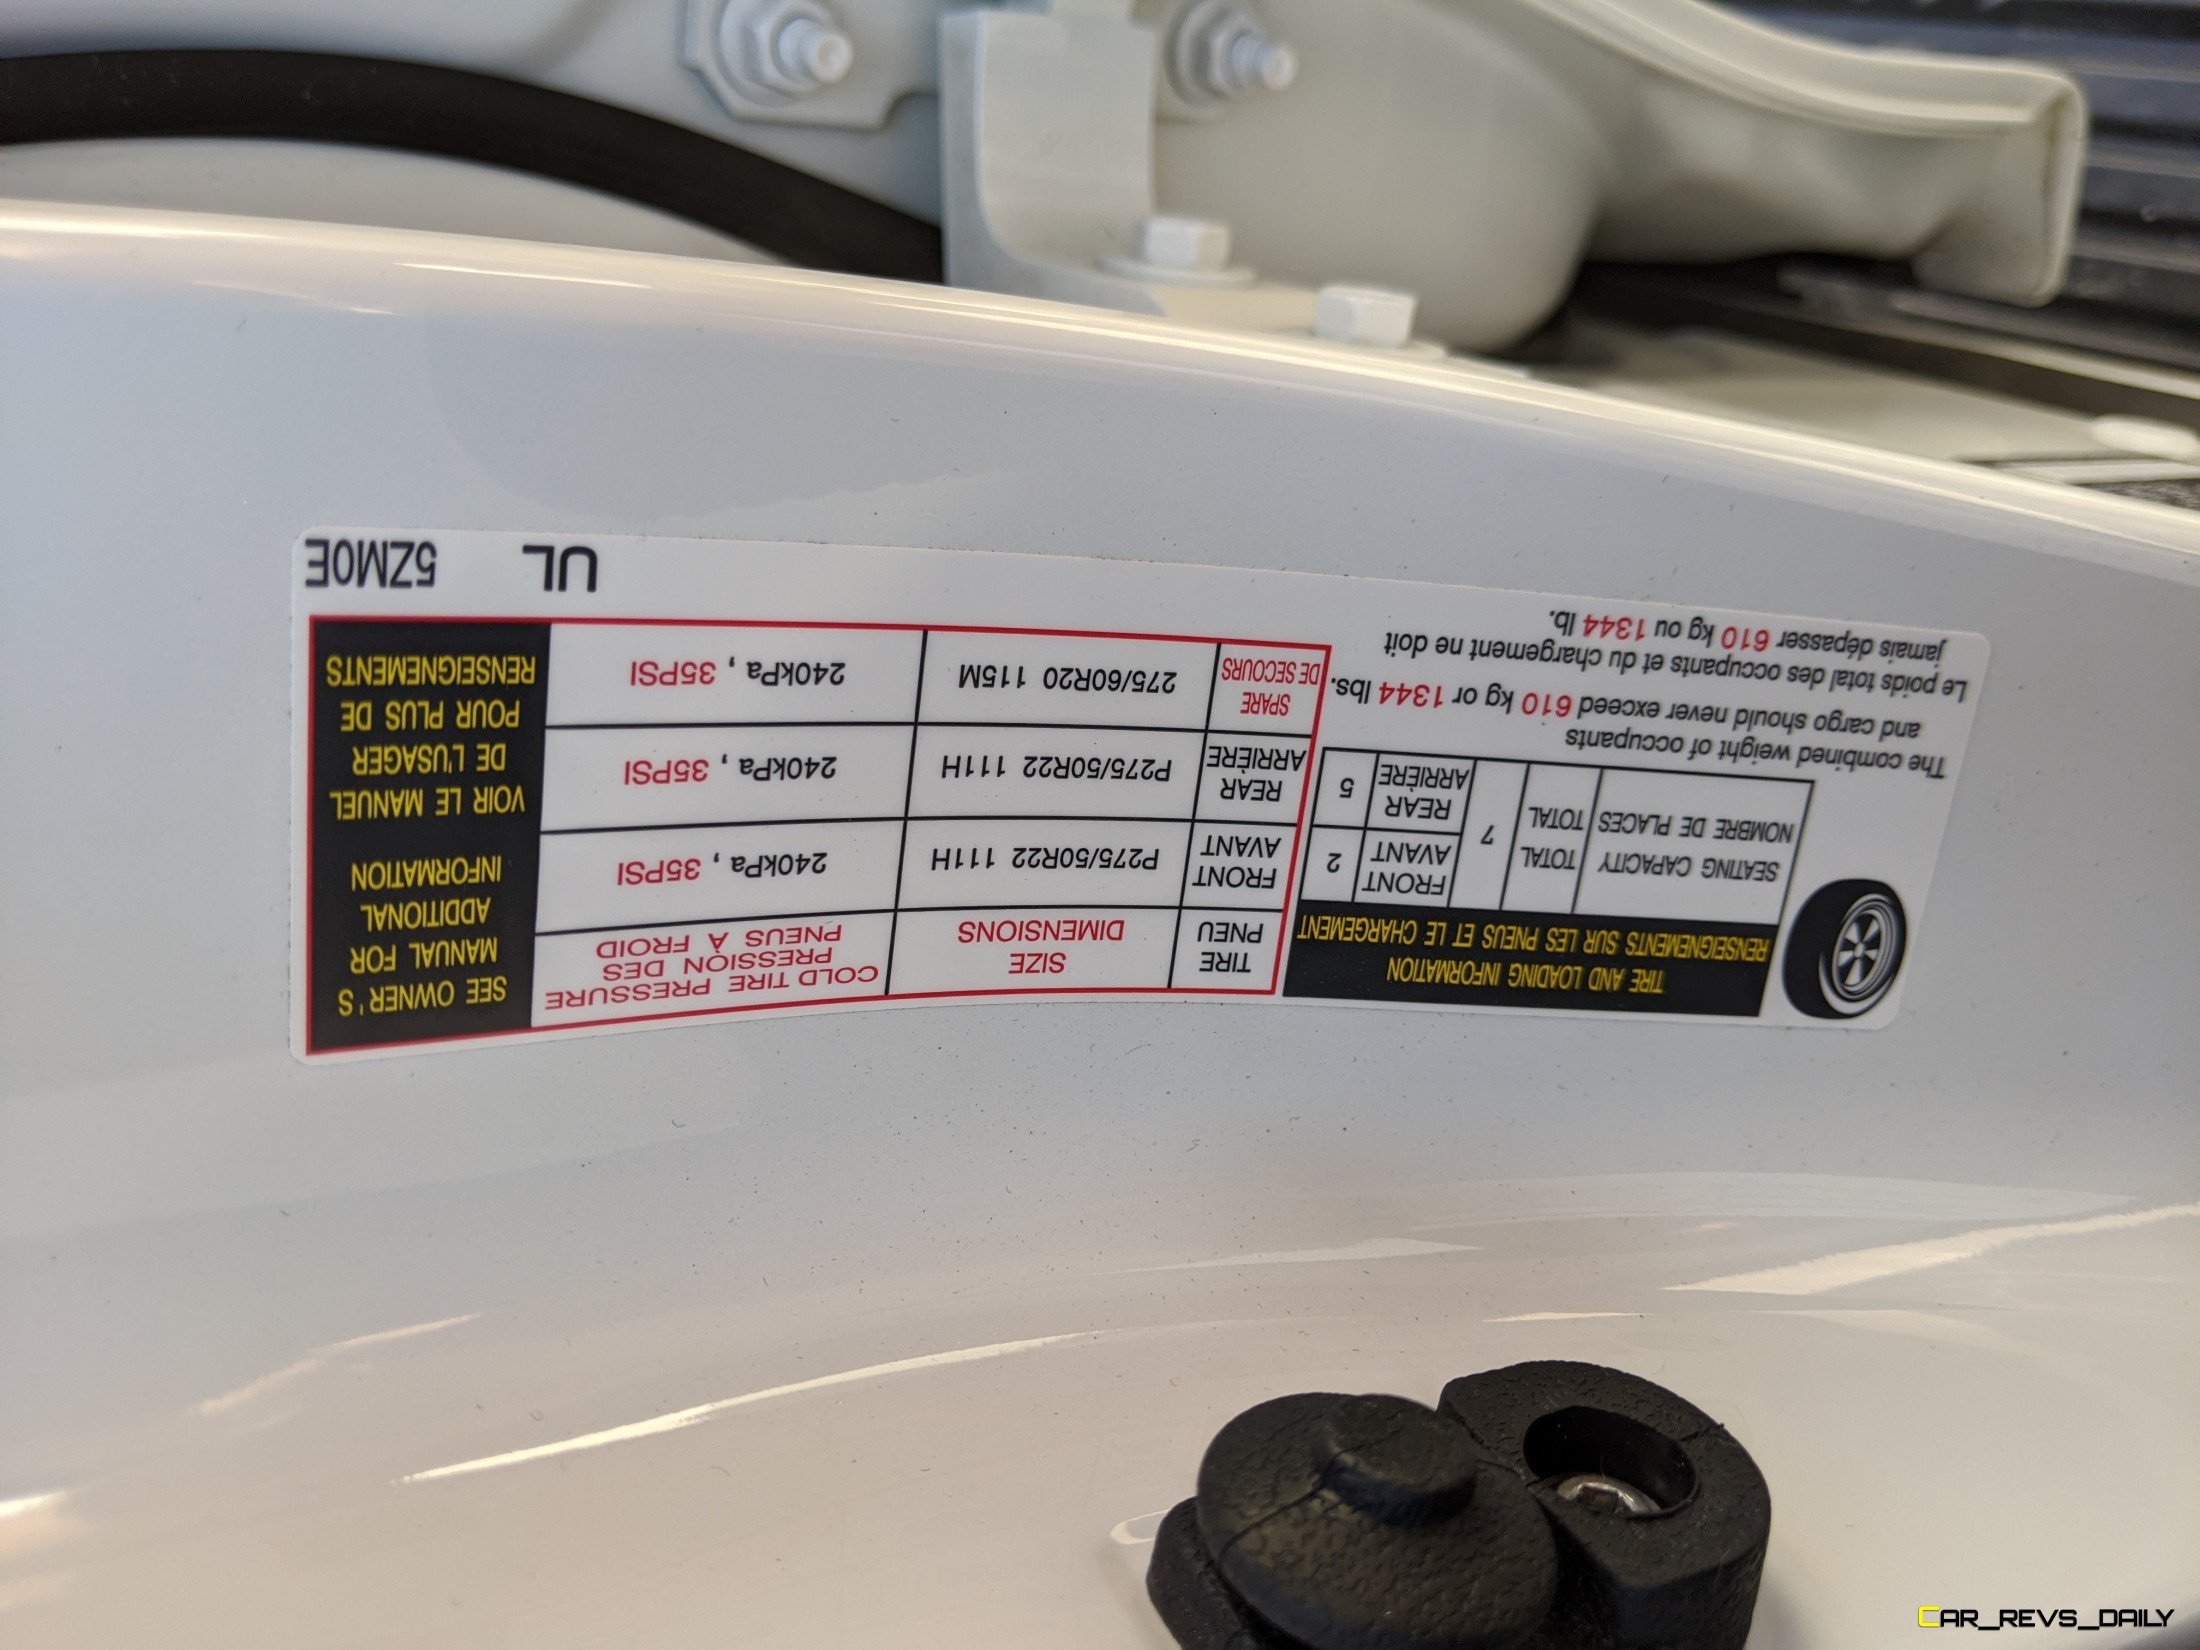 TIRE AND LOADING INFORMATION
RENSEIGNEMENTS SUR LES PNEUS ET LE CHARGEMENT
SEATING CAPACITY
NOMBRE DE PLACES
TOTAL
TOTAL
7
FRONT
AVANT
2
REAR
ARRIÈRE
5
The combined weight of occupants
and cargo should never exceed 610 kg or 1344 lbs.
Le poids total des occupants et du chargement ne doit
jamais dépasser 610 kg ou 1344 lb.
TIRE
PNEU
SIZE
DIMENSIONS
COLD TIRE PRESSURE
PRESSION DES
PNEUS À FROID
FRONT
AVANT
P275/50R22 111H
240kPa , 35PSI
REAR
ARRIÈRE
P275/50R22 111H
240kPa , 35PSI
SPARE
DE SECOURS
275/60R20 115M
240kPa , 35PSI
SEE OWNER'S
MANUAL FOR
ADDITIONAL
INFORMATION
VOIR LE MANUEL
DE L'USAGER
POUR PLUS DE
RENSEIGNEMENTS
UL 5ZM0E
CAR_REVS_DAILY